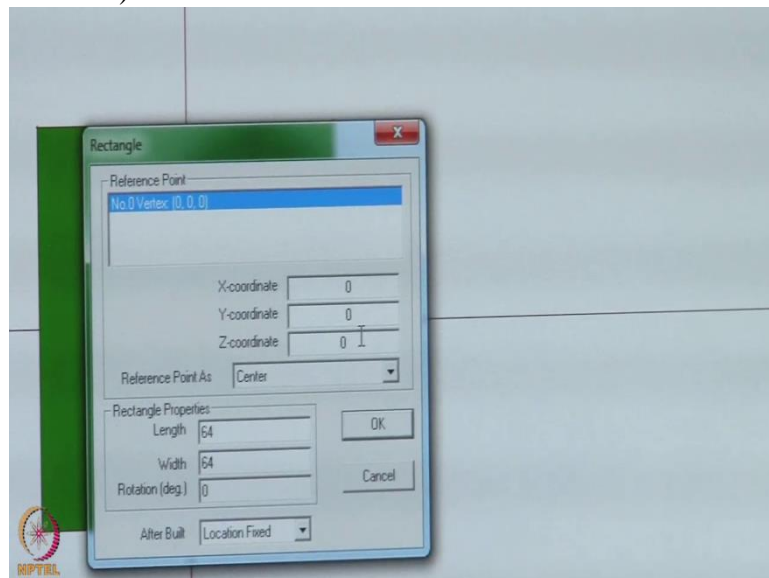 Rectangle
Reference Point
No.0 Vertex: (0, 0, 0)
X-coordinate 0
Y-coordinate 0
Z-coordinate 0
Reference Point As Center
Rectangle Properties
Length 64
OK
Width 64
Rotation (deg.) 0
Cancel
After Built Location Fixed
NPTEL